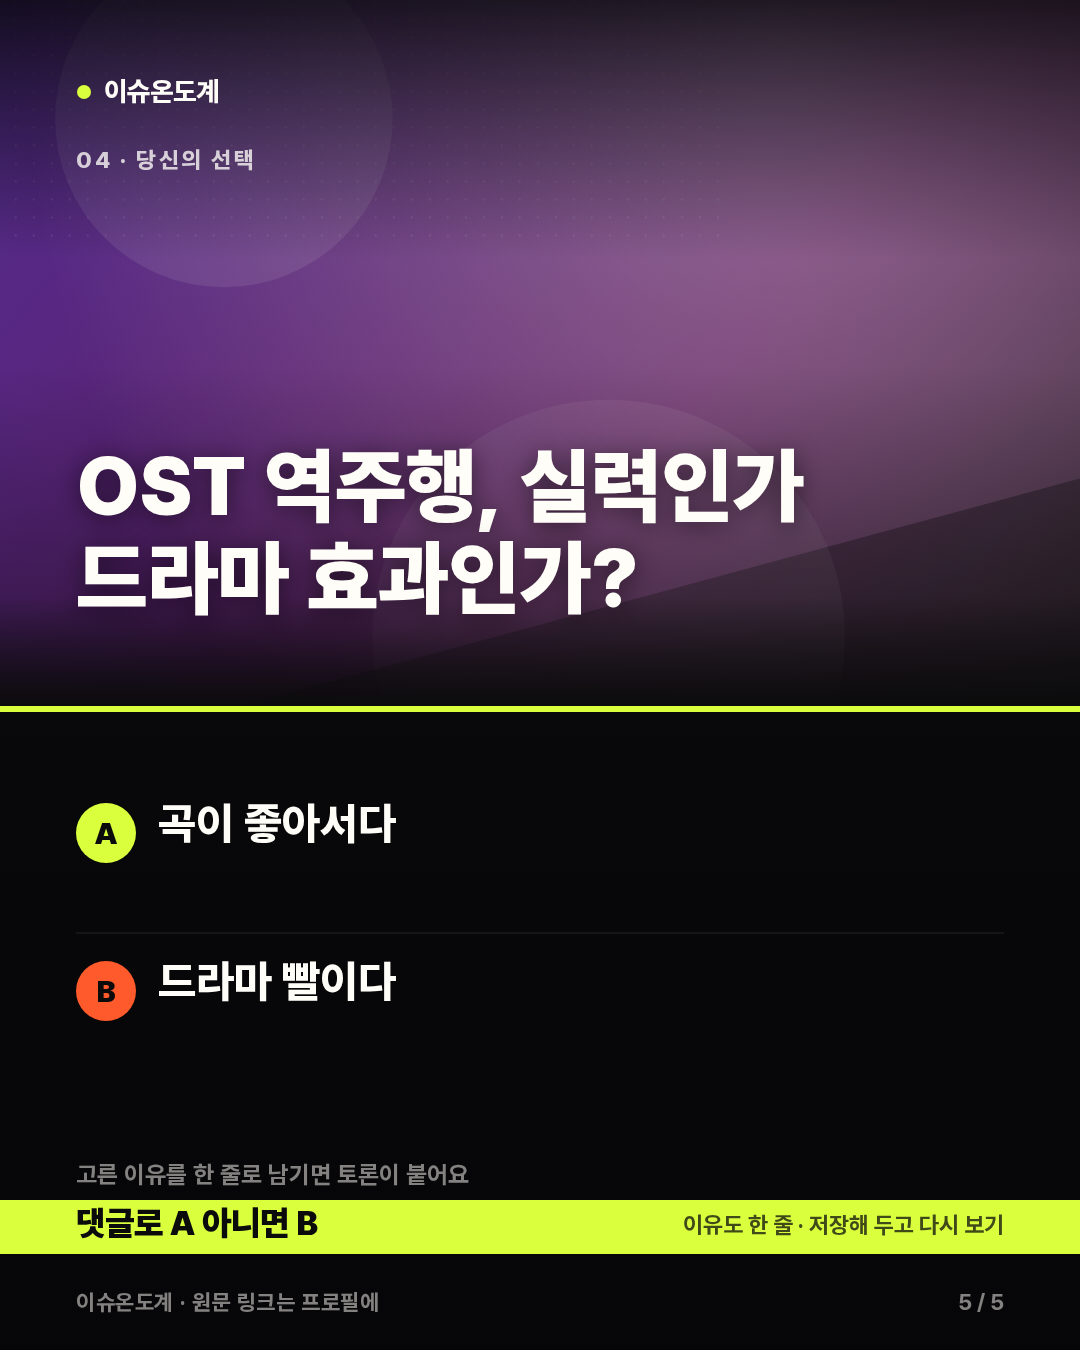 이슈온도계
04 · 당신의 선택
OST 역주행, 실력인가
드라마 효과인가?
A 곡이 좋아서다
B 드라마 빨이다
고른 이유를 한 줄로 남기면 토론이 붙어요
댓글로 A 아니면 B
이유도 한 줄 · 저장해 두고 다시 보기
이슈온도계 · 원문 링크는 프로필에
5 / 5